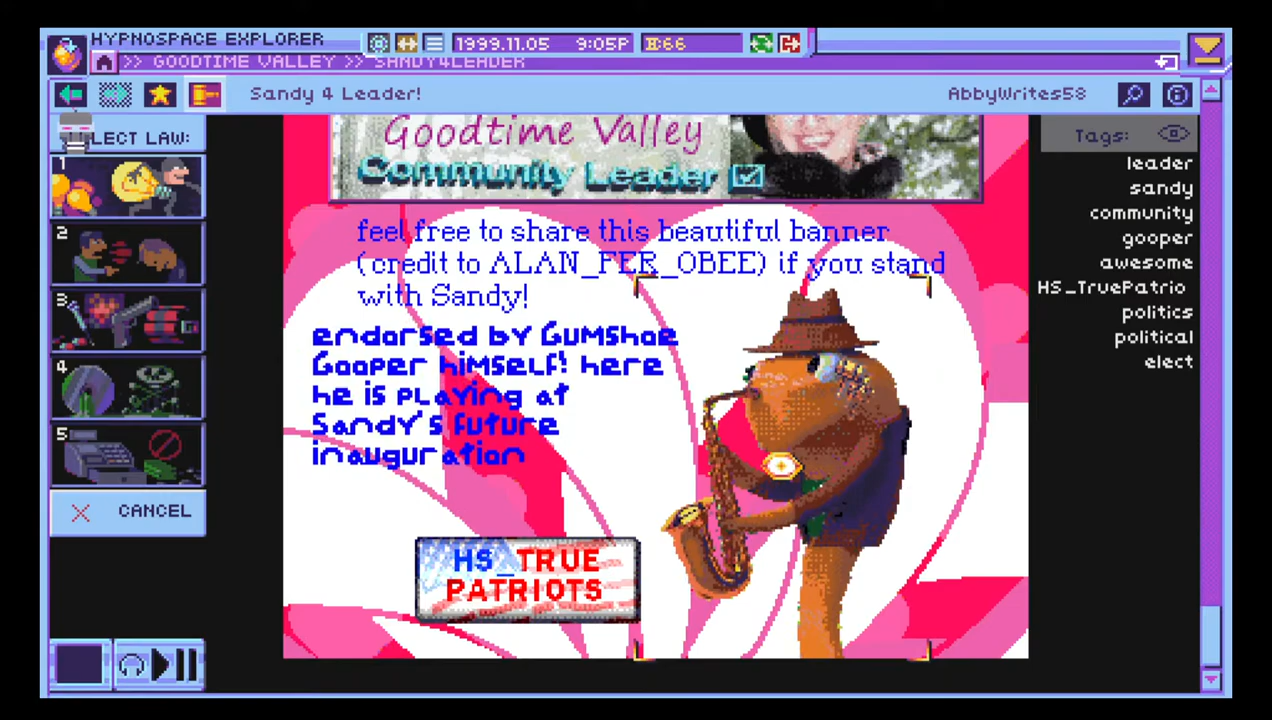 HYPNOSPACE EXPLORER
1999.11.05 9:05P
66
>> GOODTIME VALLEY >> SANDY4LEADER
Sandy 4 Leader!
AbbyWrites58
LECT LAW:
1
2
3
4
5
CANCEL
Goodtime Valley
Community Leader
feel free to share this beautiful banner
(credit to ALAN_FER_OBEE) if you stand
with Sandy!
endorsed by Gumshoe
Gooper himself! here
he is playing at
Sandy's future
inauguration
HS_TRUE
PATRIOTS
Tags:
leader
sandy
community
gooper
awesome
HS_TruePatrio
politics
political
elect